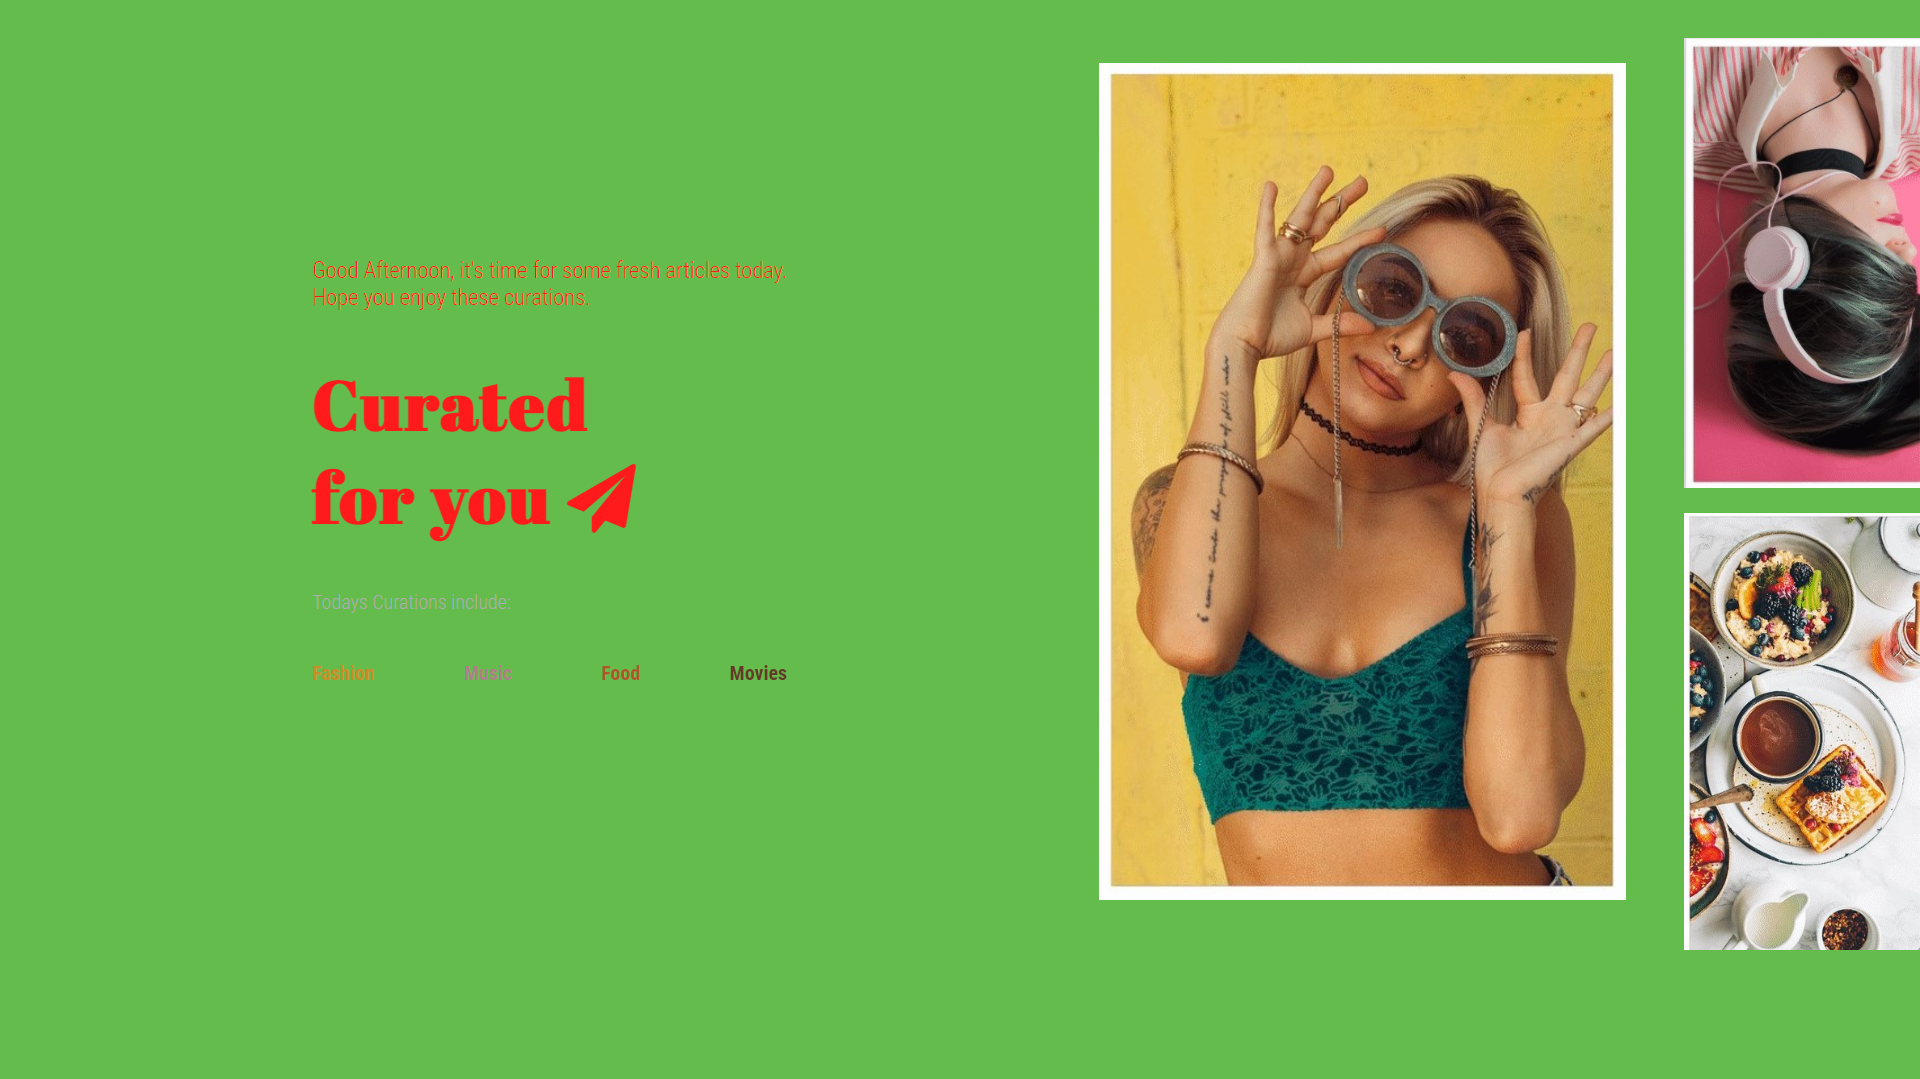 Good Afternoon, it's time for some fresh articles today.
Hope you enjoy these curations.
Curated
for you
Todays Curations include:
Fashion Music Food Movies